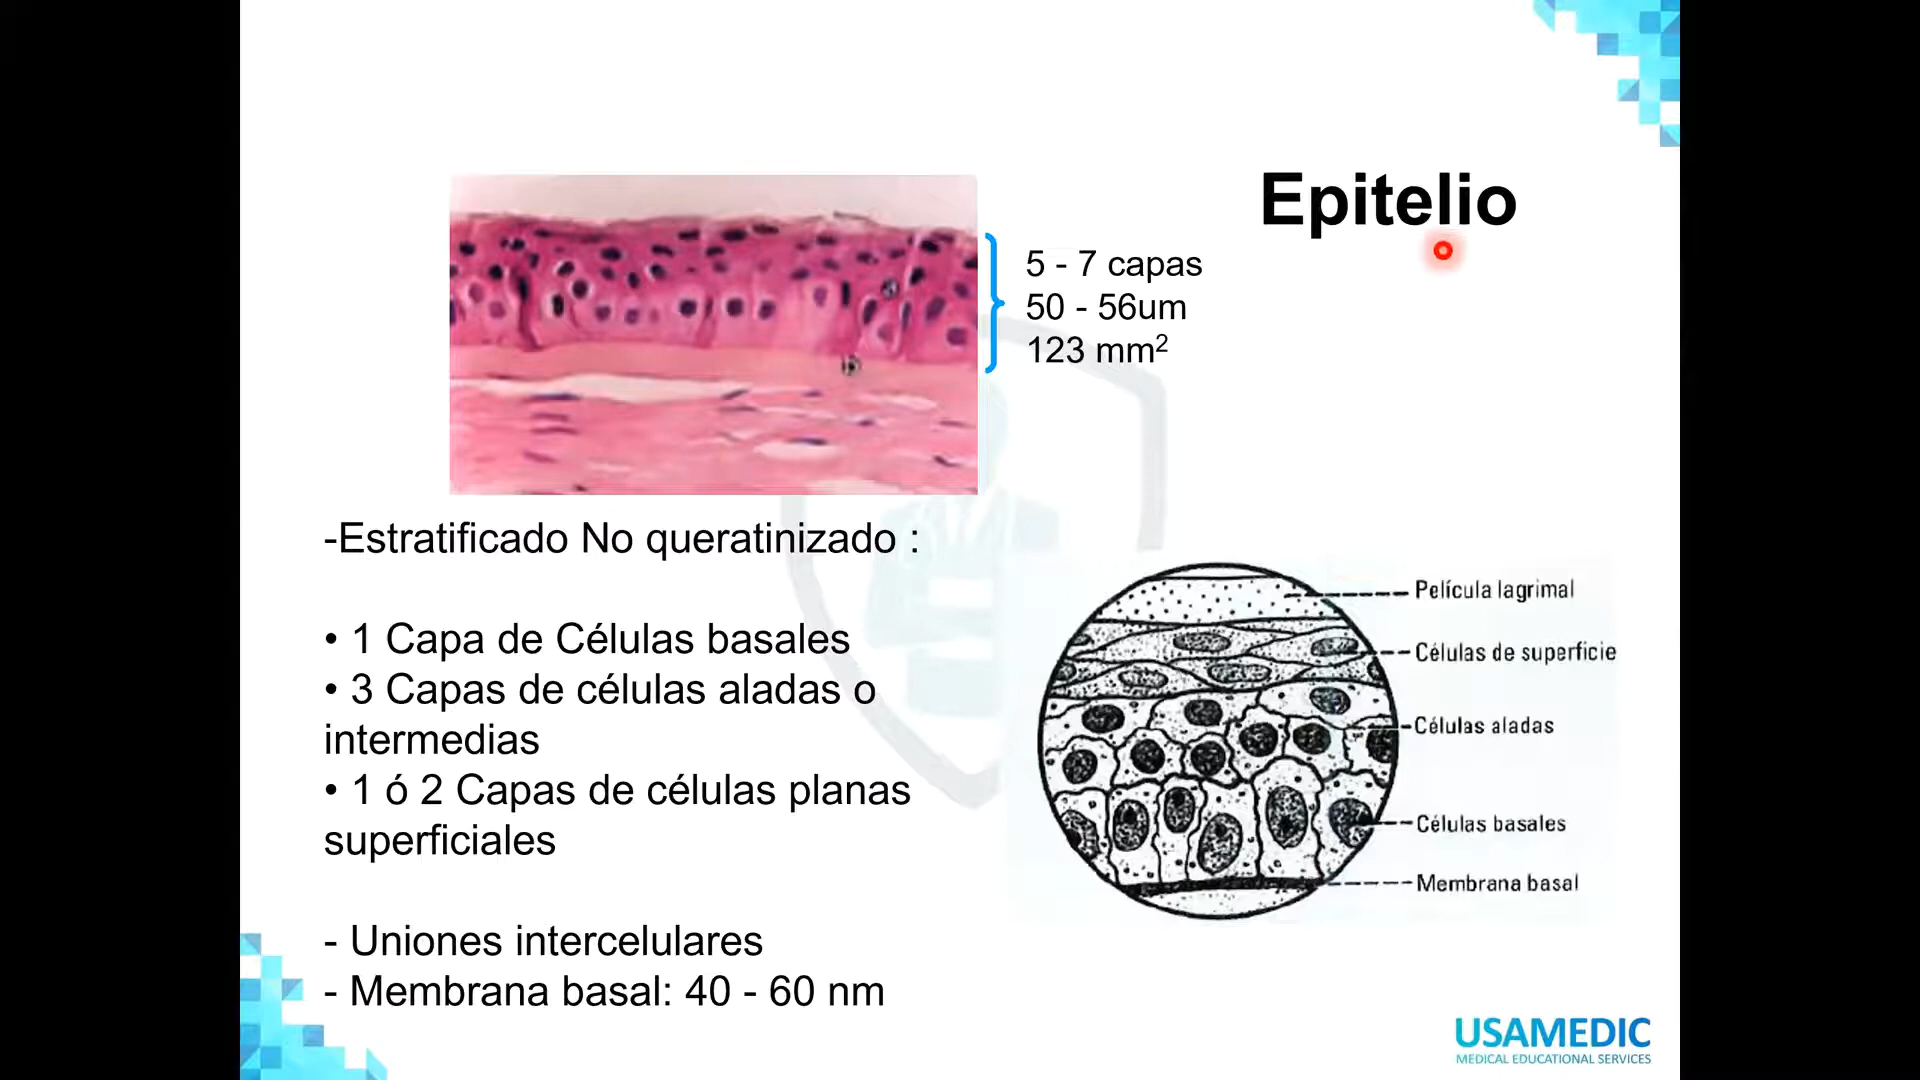 Epitelio
5 - 7 capas
50 - 56um
123 mm²
-Estratificado No queratinizado :
• 1 Capa de Células basales
• 3 Capas de células aladas o
intermedias
• 1 ó 2 Capas de células planas
superficiales
- Uniones intercelulares
- Membrana basal: 40 - 60 nm
Película lagrimal
Células de superficie
Células aladas
Células basales
Membrana basal
USAMEDIC
MEDICAL EDUCATIONAL SERVICES